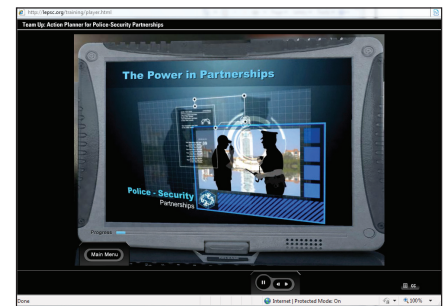 http://lepsc.org/training/player.html
Team Up: Action Planner for Police-Security Partnerships
The Power in Partnerships
Police - Security
Partnerships
Progress
Main Menu
CC
Done
Internet | Protected Mode: On
100%